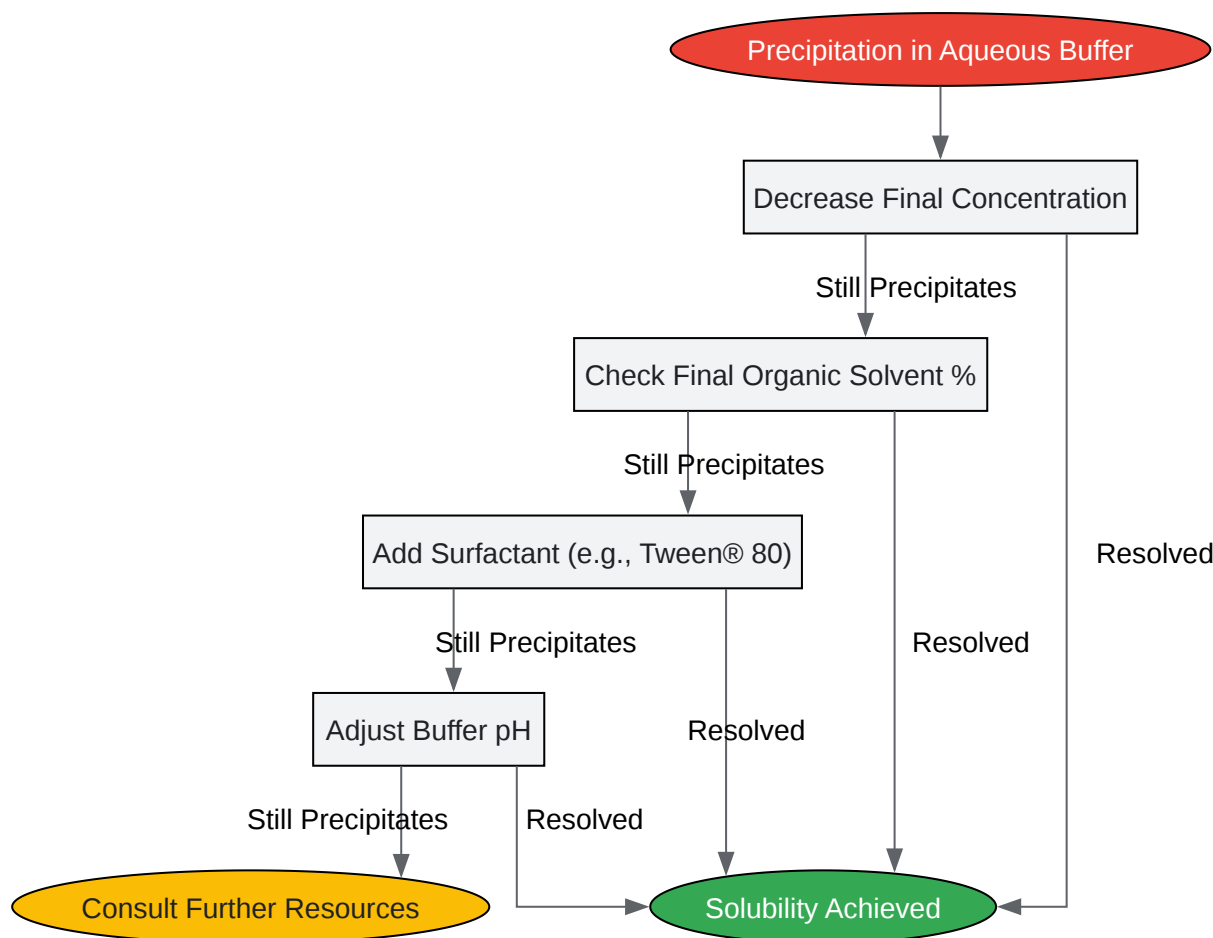 Precipitation in Aqueous Buffer
Decrease Final Concentration
Still Precipitates
Check Final Organic Solvent %
Still Precipitates
Add Surfactant (e.g., Tween® 80)
Resolved
Still Precipitates
Resolved
Adjust Buffer pH
Resolved
Still Precipitates
Resolved
Consult Further Resources
Solubility Achieved